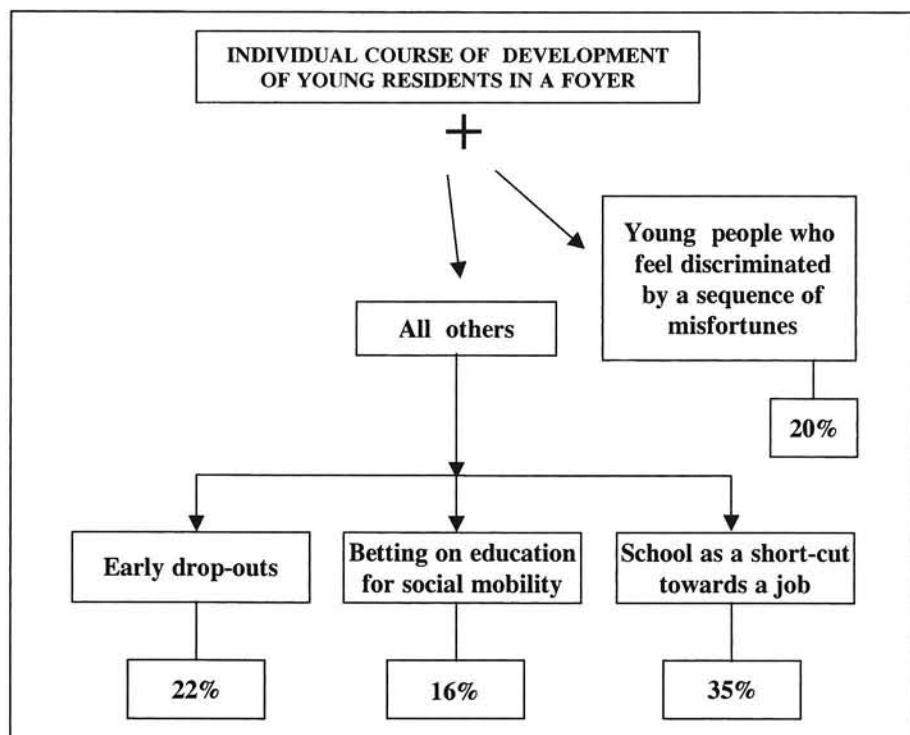 INDIVIDUAL COURSE OF DEVELOPMENT
OF YOUNG RESIDENTS IN A FOYER
+
Young people who
feel discriminated
by a sequence of
misfortunes
All others
20%
Early drop-outs
Betting on education
for social mobility
School as a short-cut
towards a job
22%
16%
35%